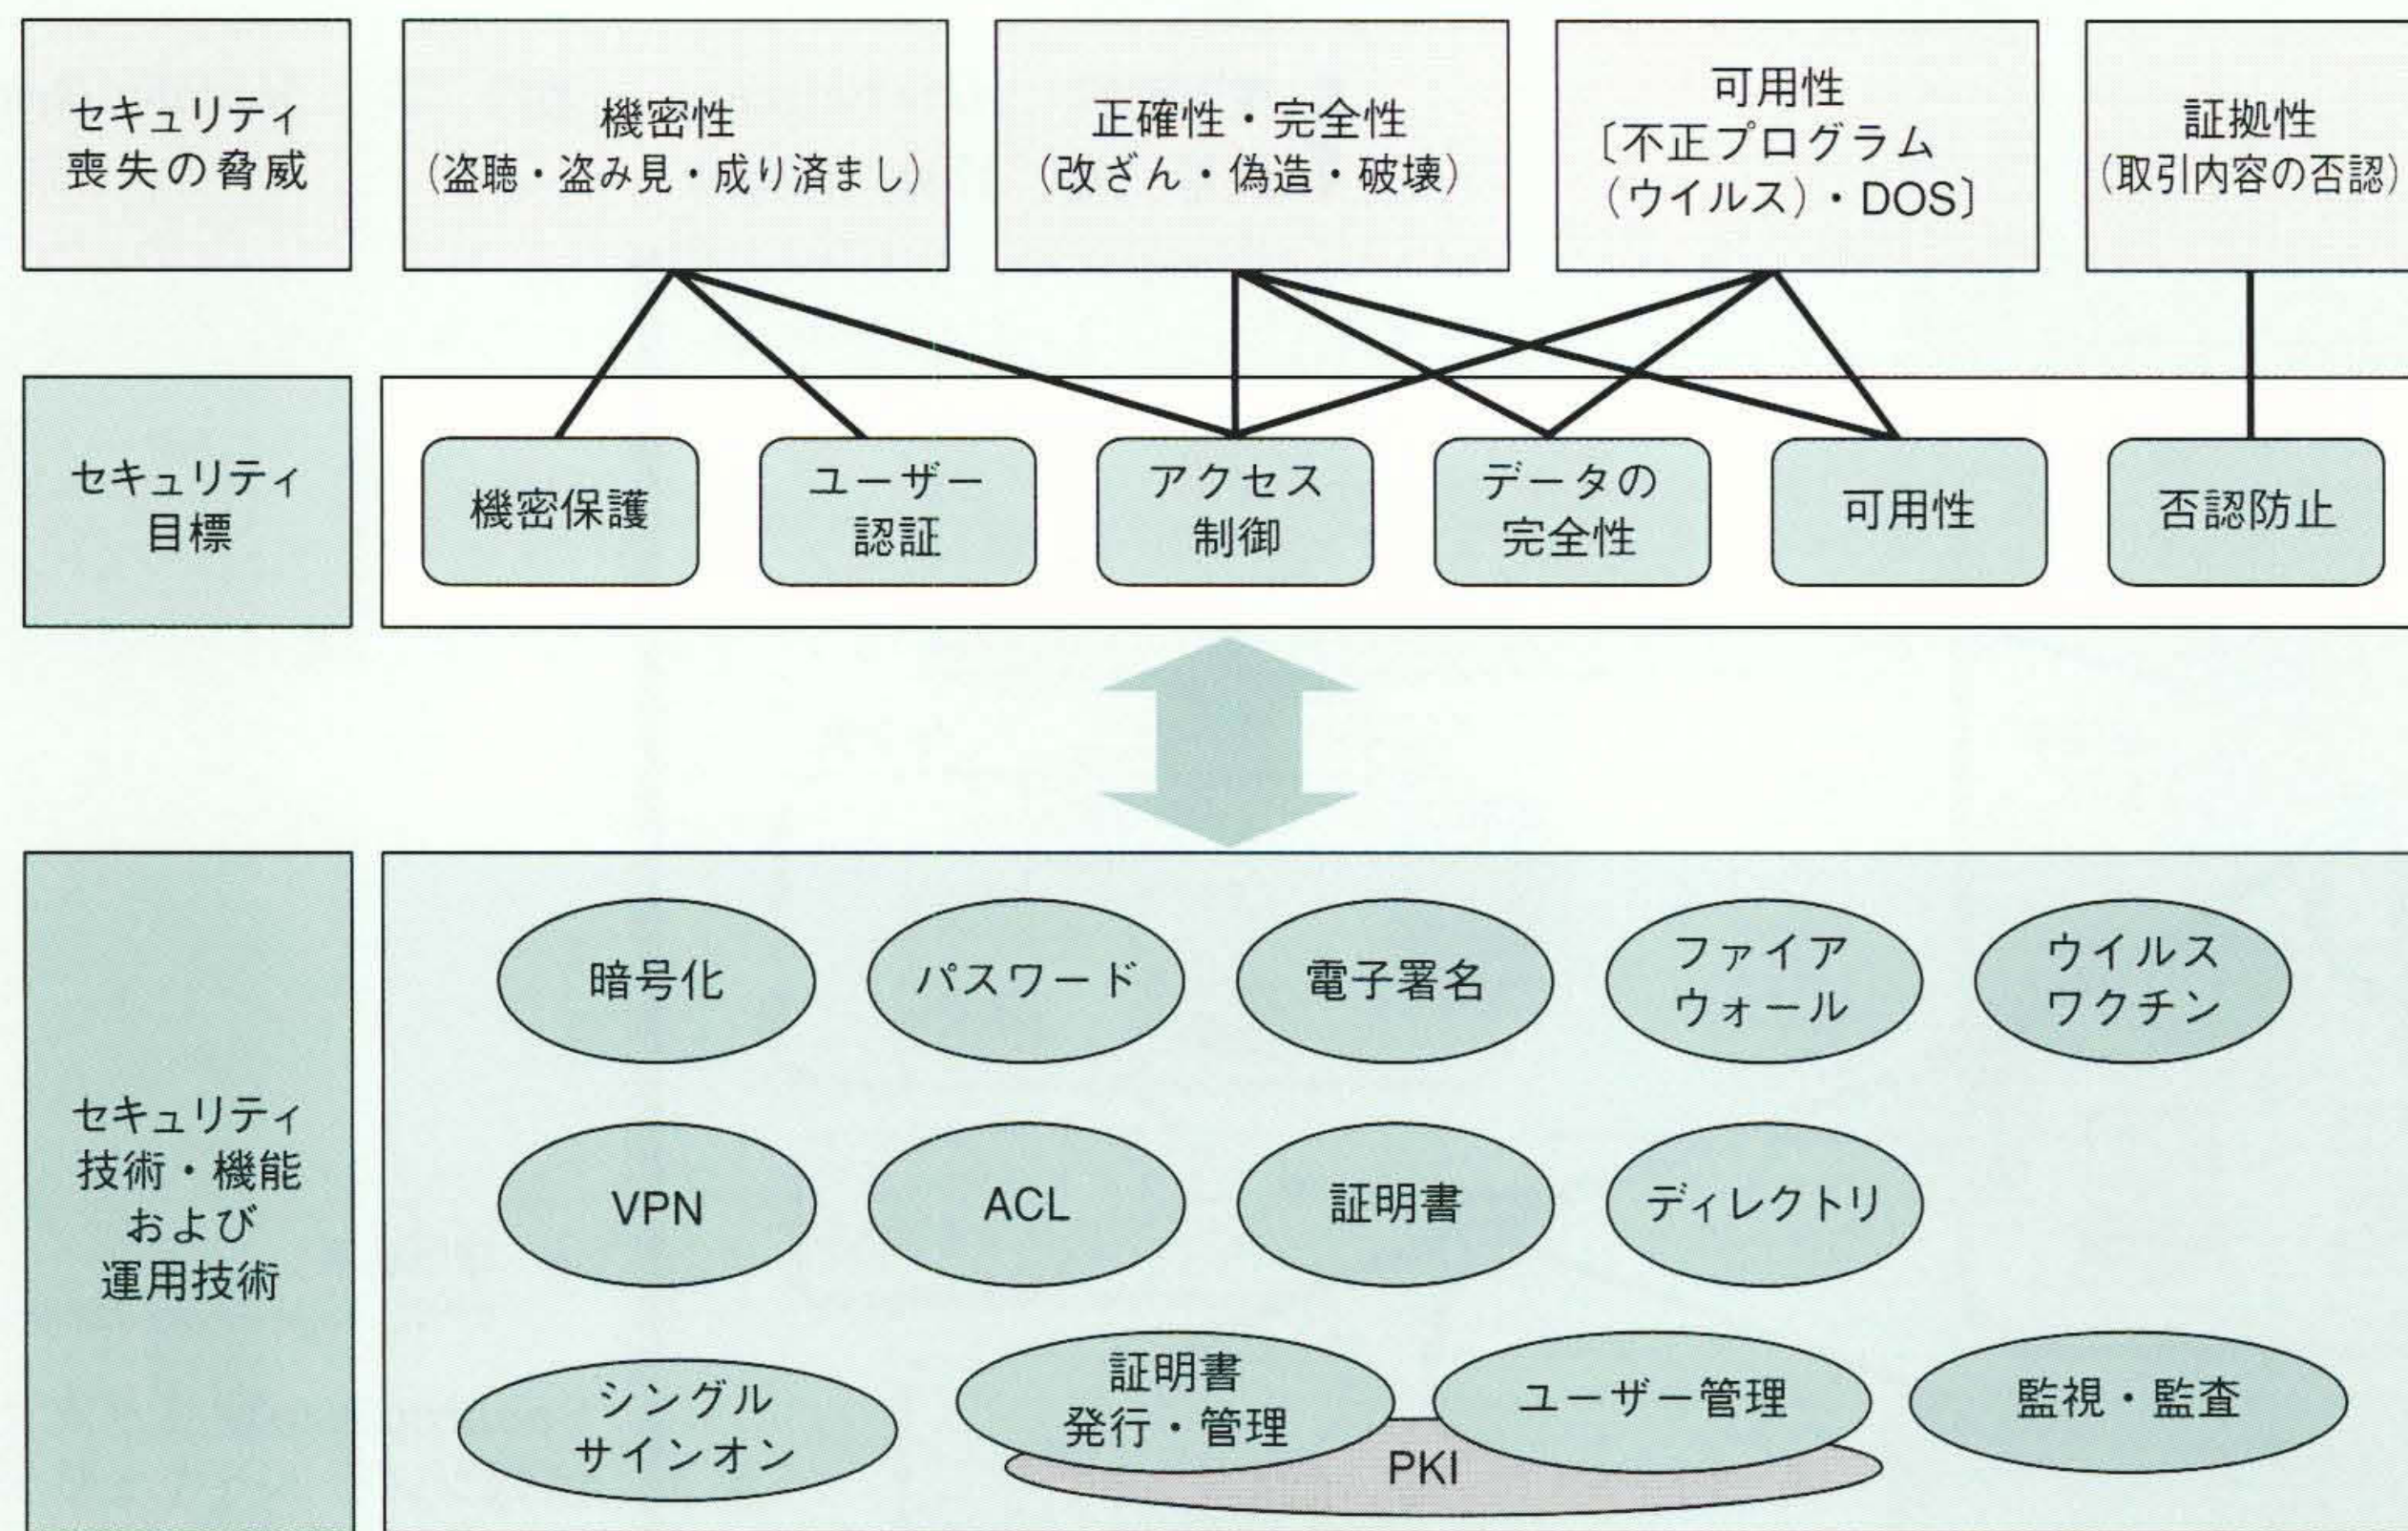 セキュリティ
喪失の脅威
機密性
(盗聴・盗み見・成り済まし)
正確性・完全性
(改ざん・偽造・破壊)
可用性
〔不正プログラム
(ウイルス)・DOS〕
証拠性
(取引内容の否認)
セキュリティ
目標
機密保護
ユーザー
認証
アクセス
制御
データの
完全性
可用性
否認防止
セキュリティ
技術・機能
および
運用技術
暗号化
パスワード
電子署名
ファイア
ウォール
ウイルス
ワクチン
VPN
ACL
証明書
ディレクトリ
シングル
サインオン
証明書
発行・管理
ユーザー管理
監視・監査
PKI